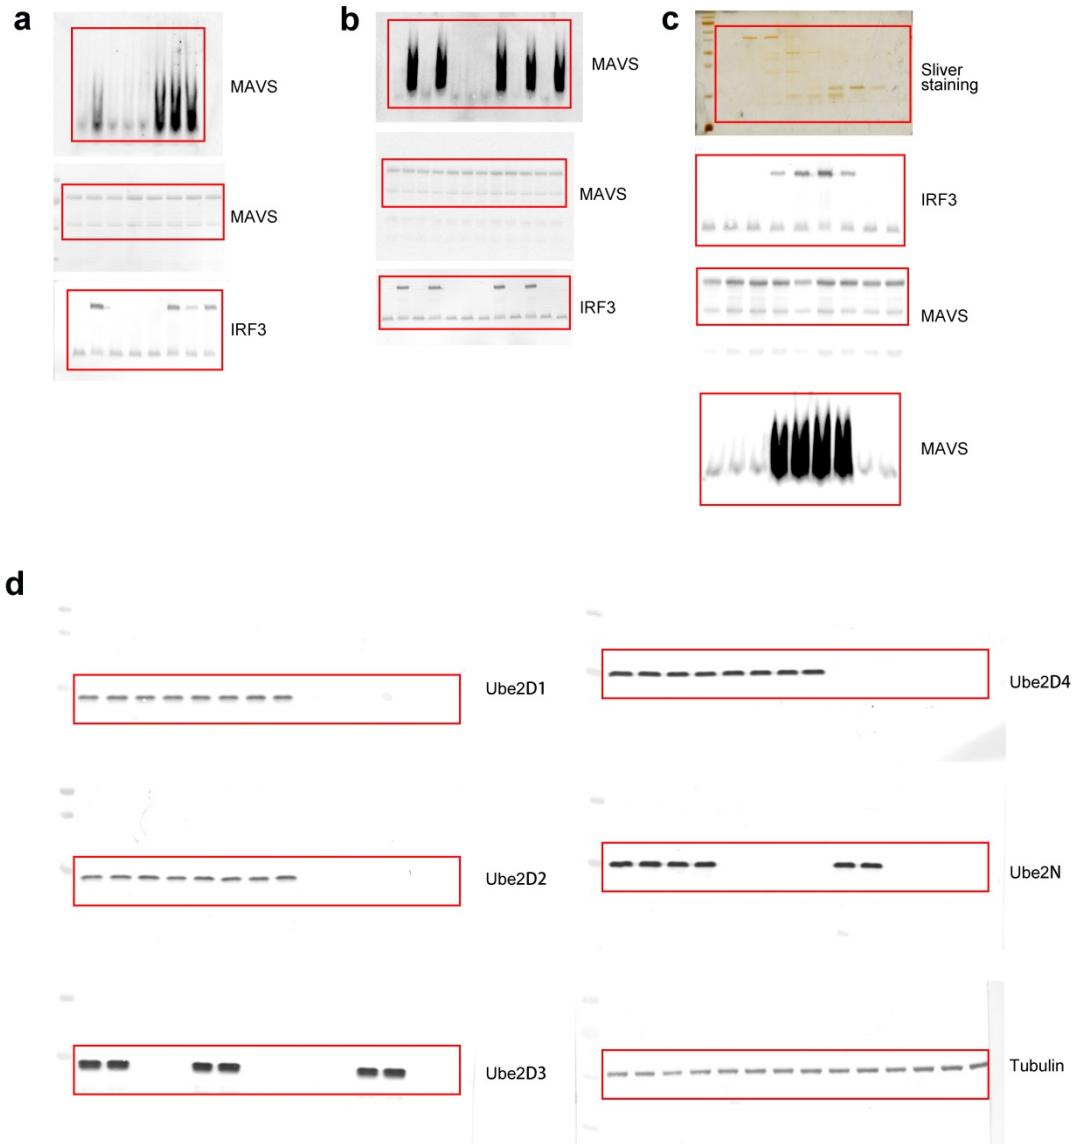 a
b
c
MAVS
MAVS
IRF3
MAVS
MAVS
IRF3
Sliver
staining
IRF3
MAVS
MAVS
d
Ube2D1
Ube2D4
Ube2D2
Ube2N
Ube2D3
Tubulin